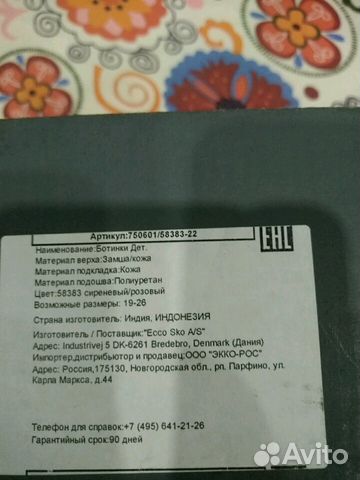 Артикул:750601/58383-22
Наименование:Ботинки Дет.
Материал верха:Замша/кожа
Материал подкладка:Кожа
Материал подошва:Полиуретан
Цвет:58383 сиреневый/розовый
Возможные размеры: 19-26
EAC
Страна изготовитель: Индия, ИНДОНЕЗИЯ
Изготовитель / Поставщик:"Ecco Sko A/S"
Адрес: Industrivej 5 DK-6261 Bredebro, Denmark (Дания)
Импортер,дистрибьютор и продавец:ООО "ЭККО-РОС"
Адрес: Россия,175130, Новгородская обл., рп. Парфино, ул.
Карла Маркса, д.44
Телефон для справок:+7 (495) 641-21-26
Гарантийный срок:90 дней
Avito